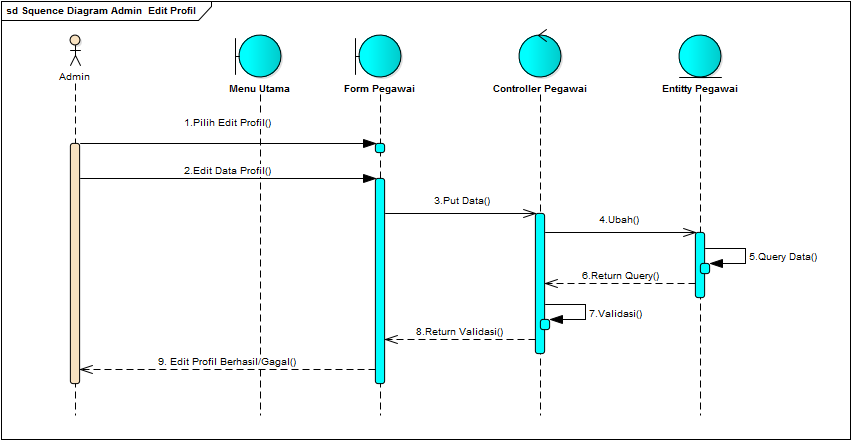 sd Squence Diagram Admin Edit Profil
Admin
Menu Utama
Form Pegawai
Controller Pegawai
Entitty Pegawai
1.Pilih Edit Profil()
2.Edit Data Profil()
3.Put Data()
4.Ubah()
5.Query Data()
6.Return Query()
7.Validasi()
8.Return Validasi()
9. Edit Profil Berhasil/Gagal()